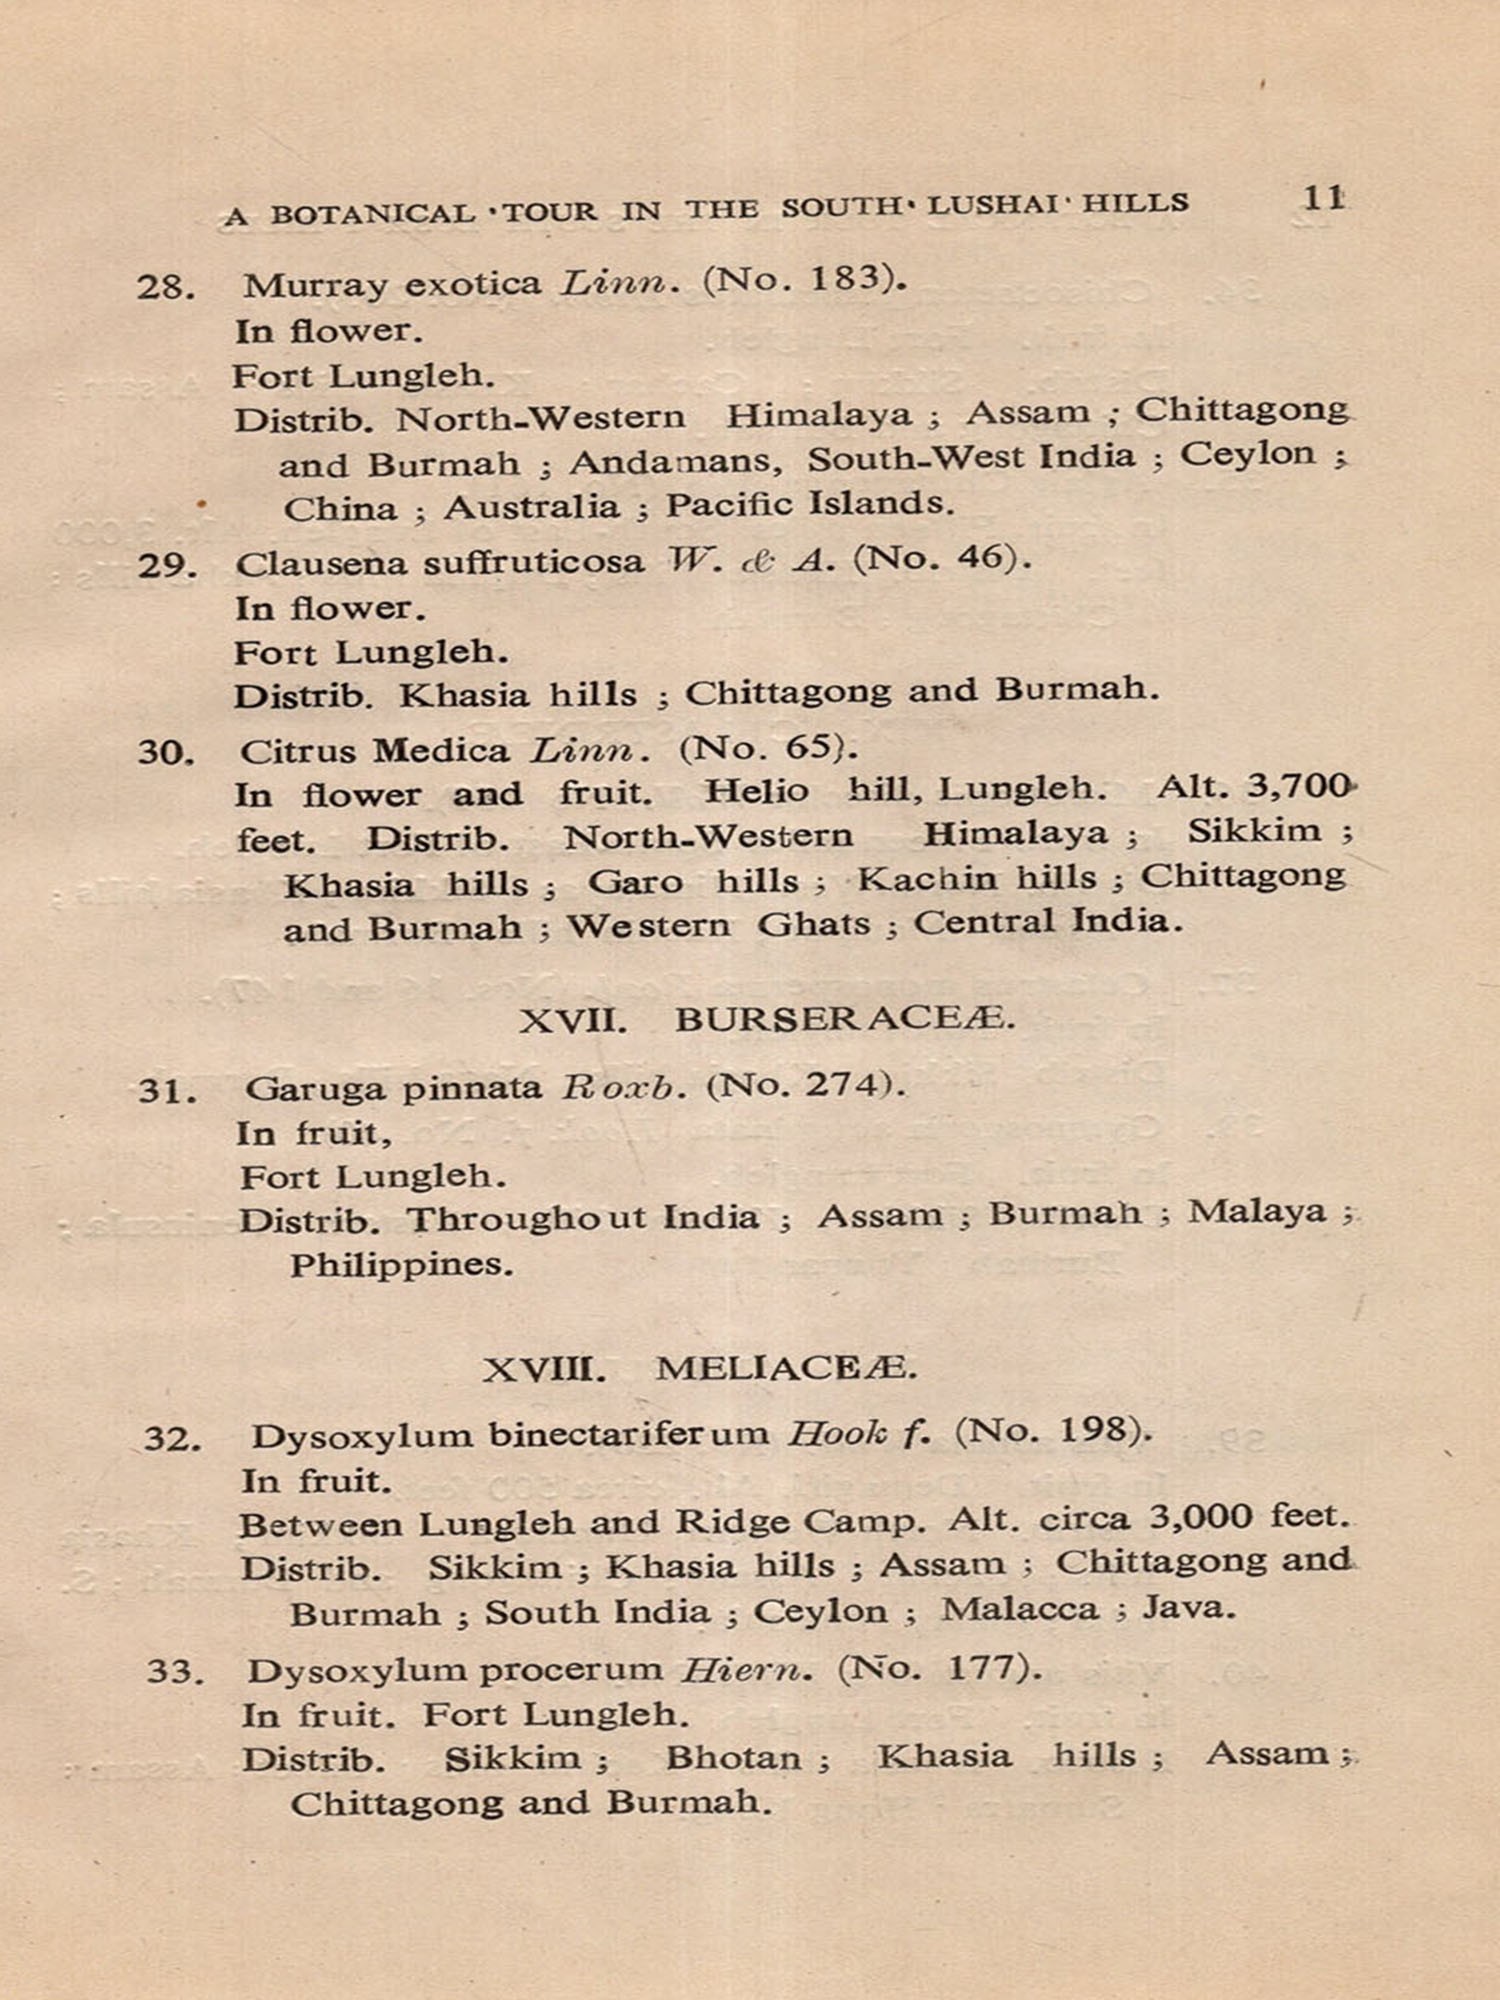 A BOTANICAL TOUR IN THE SOUTH LUSHAI HILLS 11
28. Murray exotica Linn. (No. 183).
In flower.
Fort Lungleh.
Distrib. North-Western Himalaya ; Assam ; Chittagong
and Burmah ; Andamans, South-West India ; Ceylon ;
China ; Australia ; Pacific Islands.
29. Clausena suffruticosa W. & A. (No. 46).
In flower.
Fort Lungleh.
Distrib. Khasia hills ; Chittagong and Burmah.
30. Citrus Medica Linn. (No. 65).
In flower and fruit. Helio hill, Lungleh. Alt. 3,700
feet. Distrib. North-Western Himalaya ; Sikkim ;
Khasia hills ; Garo hills ; Kachin hills ; Chittagong
and Burmah ; Western Ghats ; Central India.
XVII. BURSERACEÆ.
31. Garuga pinnata Roxb. (No. 274).
In fruit,
Fort Lungleh.
Distrib. Throughout India ; Assam ; Burmah ; Malaya ;
Philippines.
XVIII. MELIACEÆ.
32. Dysoxylum binectariferum Hook f. (No. 198).
In fruit.
Between Lungleh and Ridge Camp. Alt. circa 3,000 feet.
Distrib. Sikkim ; Khasia hills ; Assam ; Chittagong and
Burmah ; South India ; Ceylon ; Malacca ; Java.
33. Dysoxylum procerum Hiern. (No. 177).
In fruit. Fort Lungleh.
Distrib. Sikkim ; Bhotan ; Khasia hills ; Assam ;
Chittagong and Burmah.